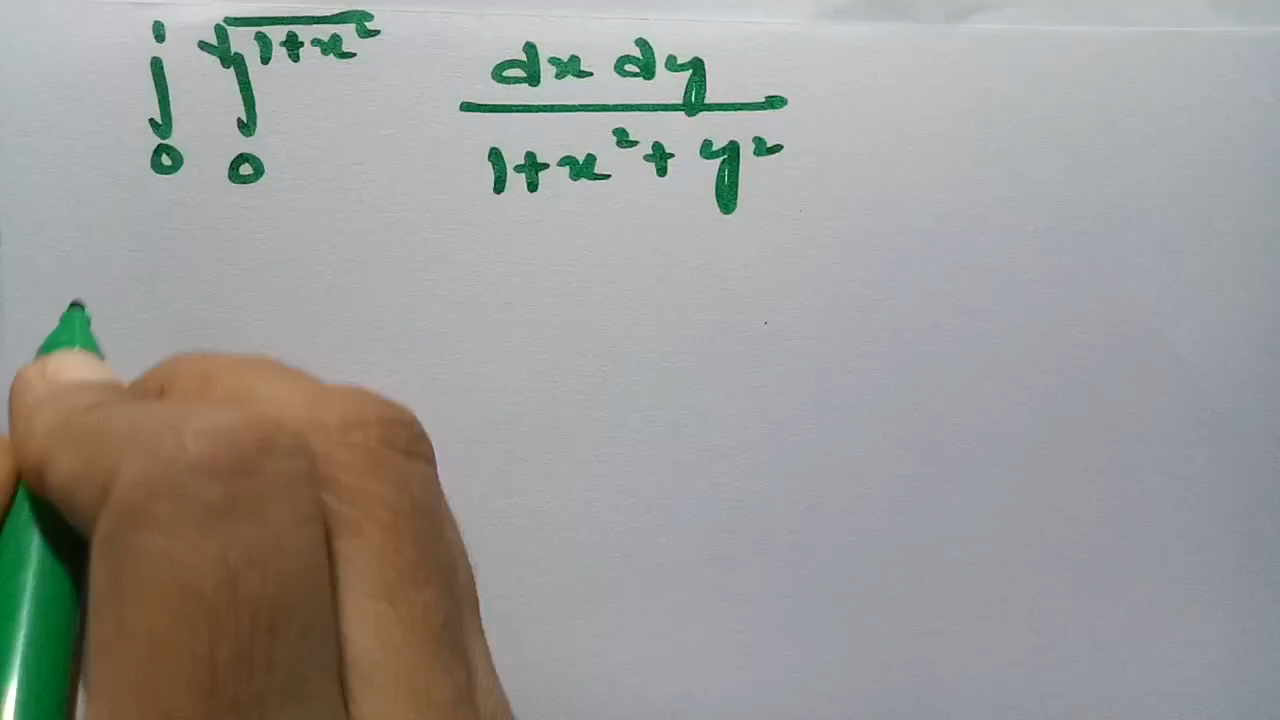 ∫₀¹ ∫₀^√(1+x²) dx dy / (1+x²+y²)